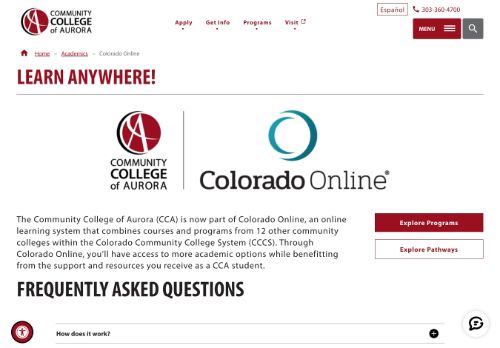 COMMUNITY
COLLEGE
of AURORA
Español
303-360-4700
Apply Get Info Programs Visit
MENU
Home » Academics » Colorado Online
LEARN ANYWHERE!
COMMUNITY
COLLEGE
of AURORA
Colorado Online®
The Community College of Aurora (CCA) is now part of Colorado Online, an online
learning system that combines courses and programs from 12 other community
colleges within the Colorado Community College System (CCCS). Through
Colorado Online, you'll have access to more academic options while benefitting
from the support and resources you receive as a CCA student.
Explore Programs
Explore Pathways
FREQUENTLY ASKED QUESTIONS
How does it work?